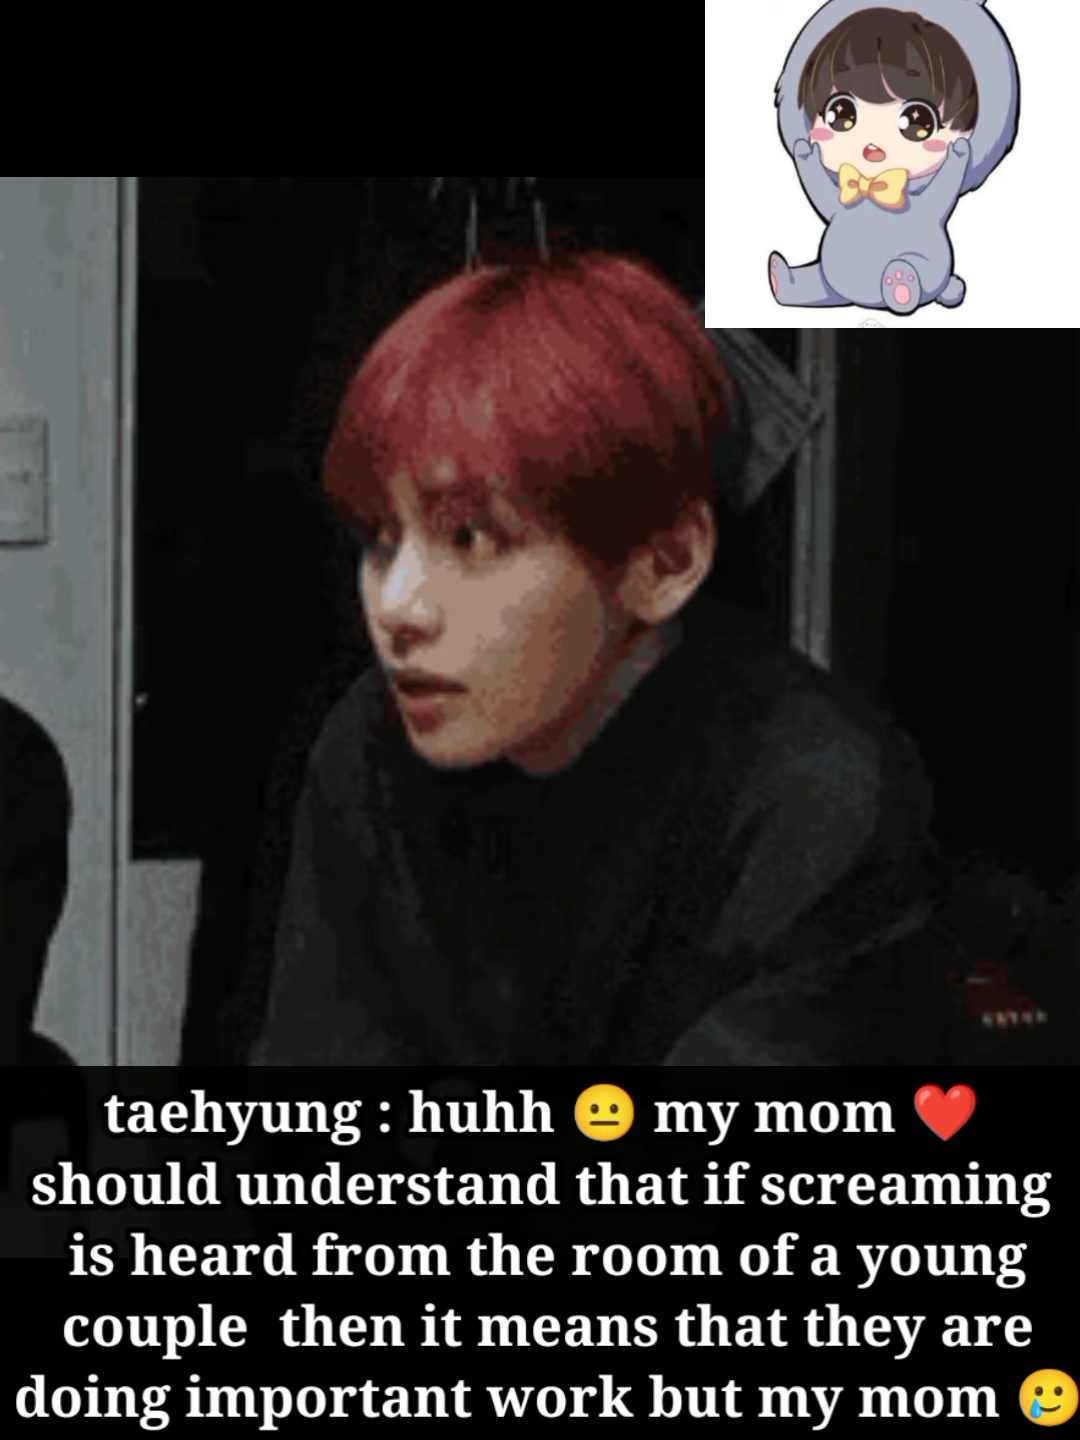 taehyung : huhh 😐 my mom ❤️
should understand that if screaming
is heard from the room of a young
couple then it means that they are
doing important work but my mom 🥲